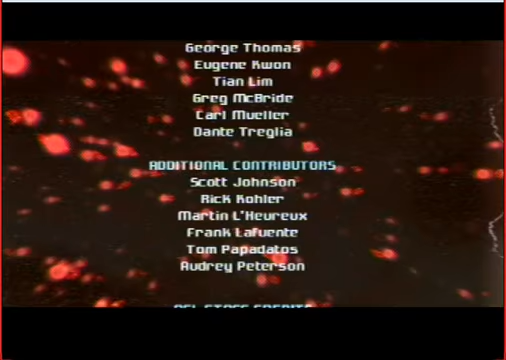 George Thomas
Eugene Kwon
Tian Lim
Greg McBride
Carl Mueller
Dante Treglia
ADDITIONAL CONTRIBUTORS
Scott Johnson
Rick Kohler
Martin L'Heureux
Frank Lafuente
Tom Papadatos
Audrey Peterson